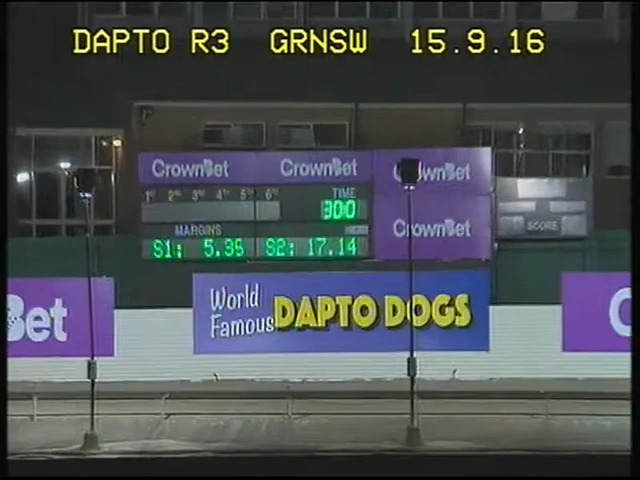 DAPTO R3 GRNSW 15.9.16
CrownBet CrownBet CrownBet
1st 2nd 3rd 4th 5th 6th TIME
300
CrownBet
MARGINS
S1: 5.35 S2: 17.14
SCORE
Bet
World Famous DAPTO DOGS